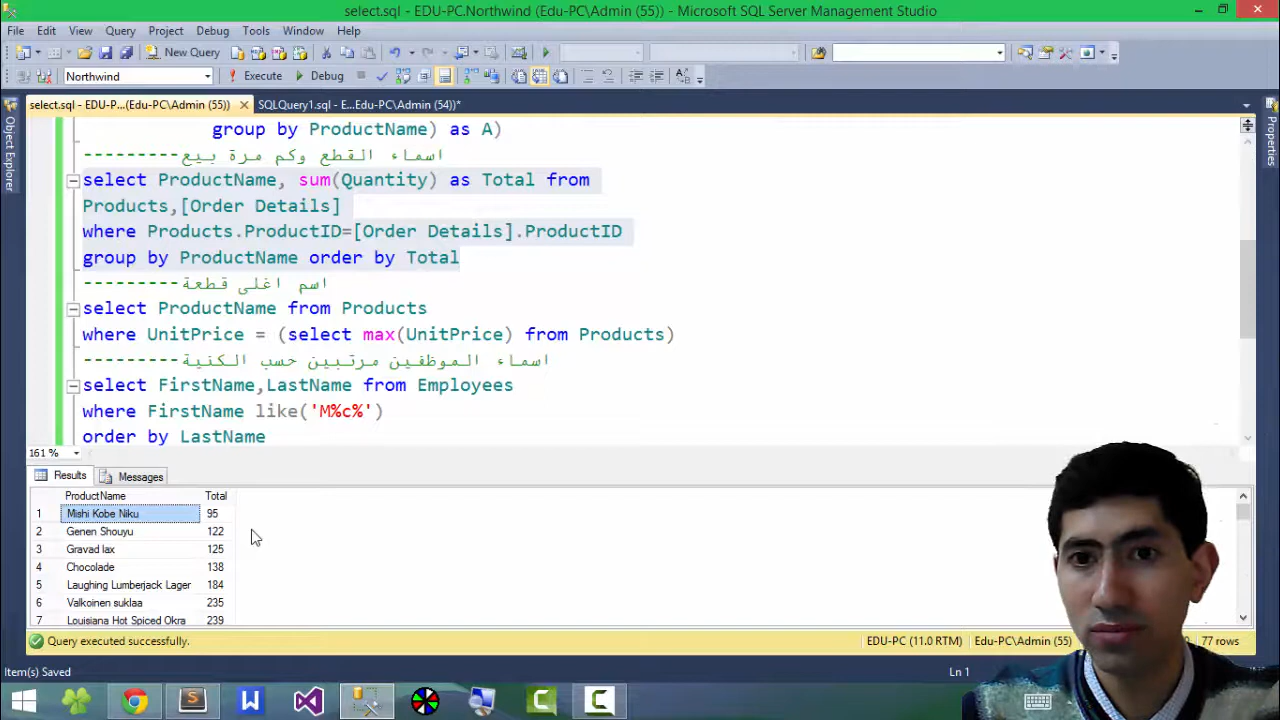 select.sql - EDU-PC.Northwind (Edu-PC\Admin (55)) - Microsoft SQL Server Management Studio
File Edit View Query Project Debug Tools Window Help
New Query
Northwind Execute Debug
select.sql - EDU-P...(Edu-PC\Admin (55)) SQLQuery1.sql - E...Edu-PC\Admin (54))*
Object Explorer
Properties
group by ProductName) as A)
---------اسماء القطع وكم مرة بيع
select ProductName, sum(Quantity) as Total from
Products,[Order Details]
where Products.ProductID=[Order Details].ProductID
group by ProductName order by Total
---------اسم اغلى قطعة
select ProductName from Products
where UnitPrice = (select max(UnitPrice) from Products)
---------اسماء الموظفين مرتبين حسب الكنية
select FirstName,LastName from Employees
where FirstName like('M%c%')
order by LastName
161 %
Results Messages
ProductName Total
1 Mishi Kobe Niku 95
2 Genen Shouyu 122
3 Gravad lax 125
4 Chocolade 138
5 Laughing Lumberjack Lager 184
6 Valkoinen suklaa 235
7 Louisiana Hot Spiced Okra 239
Query executed successfully. EDU-PC (11.0 RTM) Edu-PC\Admin (55) 77 rows
Item(s) Saved Ln 1